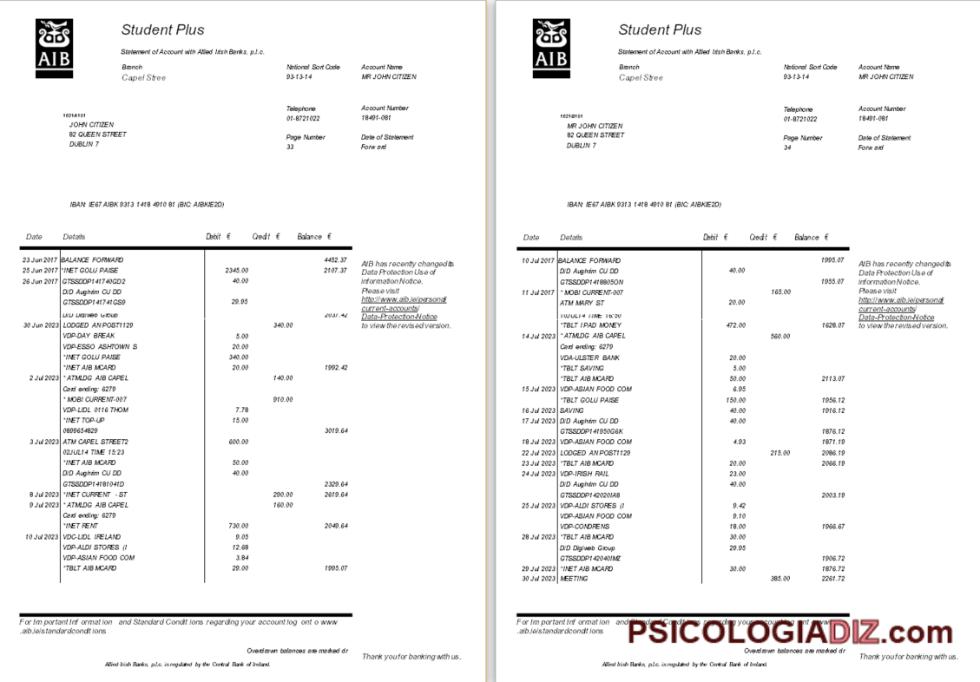 AIB
Student Plus
Statement of Account with Allied Irish Banks, p.l.c.
Branch National Sort Code Account Name
Capel Stree 93-13-14 MR JOHN CITIZEN
Telephone Account Number
01-8721022 18491-081
JOHN CITIZEN
82 QUEEN STREET Page Number Date of Statement
DUBLIN 7 33 Forw ard
IBAN: IE67 AIBK 9313 1418 4910 81 (BIC: AIBKIE2D)
Date Details Debit € Credit € Balance €
23 Jun 2017 BALANCE FORWARD 4452.37
25 Jun 2017 *INET GOLU PAISE 2345.00 2107.37
26 Jun 2017 GTSSDDP141740GD2 40.00
D/D Aughrim CU DD
GTSSDDP141741GS9 29.95
D/D Digiweb Group 2037.42
30 Jun 2023 LODGED AN POST1129 340.00
VDP-DAY BREAK 5.00
VDP-ESSO ASHTOWN S 20.00
*INET GOLU PAISE 340.00
*INET AIB MCARD 20.00 1992.42
2 Jul 2023 * ATMLDG AIB CAPEL 140.00
Card ending: 6279
* MOBI CURRENT-007 910.00
VDP-LIDL 0116 THOM 7.78
*INET TOP-UP 15.00
0899654829 3019.64
3 Jul 2023 ATM CAPEL STREET2 600.00
02JUL14 TIME 15:23
*INET AIB MCARD 50.00
D/D Aughrim CU DD 40.00
GTSSDDP14181041D 2329.64
8 Jul 2023 *INET CURRENT - ST 290.00 2619.64
9 Jul 2023 * ATMLDG AIB CAPEL 160.00
Card ending: 6279
*INET RENT 730.00 2049.64
10 Jul 2023 VDC-LIDL IRELAND 9.05
VDP-ALDI STORES (I 12.68
VDP-ASIAN FOOD COM 3.84
*TBLT AIB MCARD 29.00 1995.07
AIB has recently changed its
Data Protection Use of
Information Notice.
Please visit
http://www.aib.ie/personal/
current-accounts/
Data-Protection-Notice
to view the revised version.
For Im portant Inf orm ation and Standard Condit ions regarding your account log ont o www
.aib.ie/standardcondt ions
Overdrawn balances are marked dr
Thank you for banking with us.
Allied Irish Banks, p.l.c. is regulated by the Central Bank of Ireland.
AIB
Student Plus
Statement of Account with Allied Irish Banks, p.l.c.
Branch National Sort Code Account Name
Capel Stree 93-13-14 MR JOHN CITIZEN
Telephone Account Number
01-8721022 18491-081
MR JOHN CITIZEN
82 QUEEN STREET Page Number Date of Statement
DUBLIN 7 34 Forw ard
IBAN: IE67 AIBK 9313 1418 4910 81 (BIC: AIBKIE2D)
Date Details Debit € Credit € Balance €
10 Jul 2017 BALANCE FORWARD 1995.07
D/D Aughrim CU DD 40.00
GTSSDDP1418805ON 1955.07
11 Jul 2017 * MOBI CURRENT-007 165.00
ATM MARY ST 20.00
10JUL14 TIME 16:50
*TBLT IPAD MONEY 472.00 1628.07
14 Jul 2023 * ATMLDG AIB CAPEL 560.00
Card ending: 6279
VDA-ULSTER BANK 20.00
*TBLT SAVING 5.00
*TBLT AIB MCARD 50.00 2113.07
15 Jul 2023 VDP-ASIAN FOOD COM 6.95
*TBLT GOLU PAISE 150.00 1956.12
16 Jul 2023 SAVING 40.00 1916.12
17 Jul 2023 D/D Aughrim CU DD 40.00
GTSSDDP141950G6K 1876.12
18 Jul 2023 VDP-ASIAN FOOD COM 4.93 1871.19
22 Jul 2023 LODGED AN POST1129 215.00 2086.19
23 Jul 2023 *TBLT AIB MCARD 20.00 2066.19
24 Jul 2023 VDP-IRISH RAIL 23.00
D/D Aughrim CU DD 40.00
GTSSDDP142020IAB 2003.19
25 Jul 2023 VDP-ALDI STORES (I 9.42
VDP-ASIAN FOOD COM 9.10
VDP-CONDRENS 18.00 1966.67
28 Jul 2023 *TBLT AIB MCARD 30.00
D/D Digiweb Group 29.95
GTSSDDP142040IMZ 1906.72
29 Jul 2023 *INET AIB MCARD 30.00 1876.72
30 Jul 2023 MEETING 385.00 2261.72
AIB has recently changed its
Data Protection Use of
Information Notice.
Please visit
http://www.aib.ie/personal/
current-accounts/
Data-Protection-Notice
to view the revised version.
For Im portant Inf orm ation and Standard Condit ions regarding your account log ont o www
.aib.ie/standardcondt ions
PSICOLOGIADIZ.com
Overdrawn balances are marked dr
Thank you for banking with us.
Allied Irish Banks, p.l.c. is regulated by the Central Bank of Ireland.